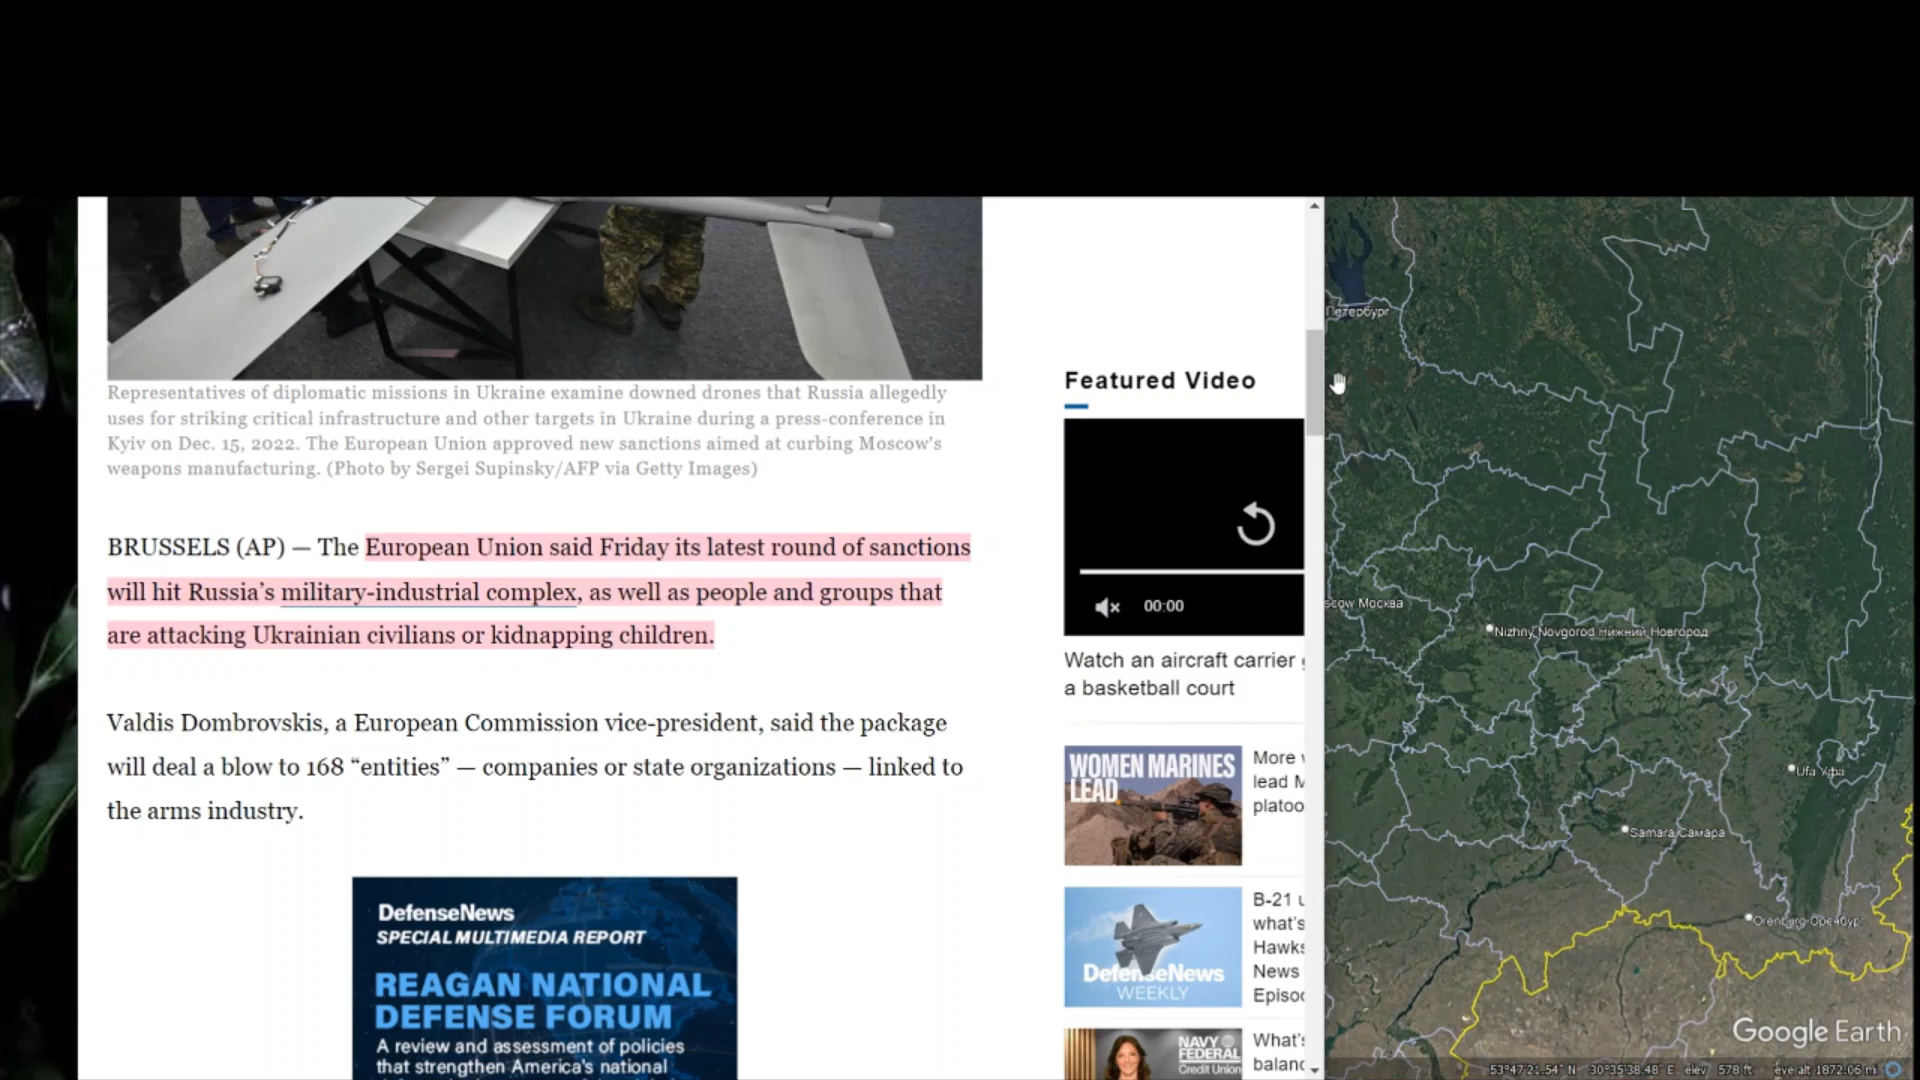 Representatives of diplomatic missions in Ukraine examine downed drones that Russia allegedly
uses for striking critical infrastructure and other targets in Ukraine during a press-conference in
Kyiv on Dec. 15, 2022. The European Union approved new sanctions aimed at curbing Moscow's
weapons manufacturing. (Photo by Sergei Supinsky/AFP via Getty Images)
BRUSSELS (AP) — The European Union said Friday its latest round of sanctions
will hit Russia’s military-industrial complex, as well as people and groups that
are attacking Ukrainian civilians or kidnapping children.
Valdis Dombrovskis, a European Commission vice-president, said the package
will deal a blow to 168 “entities” — companies or state organizations — linked to
the arms industry.
DefenseNews
SPECIAL MULTIMEDIA REPORT
REAGAN NATIONAL
DEFENSE FORUM
A review and assessment of policies
that strengthen America's national
Featured Video
00:00
Watch an aircraft carrier
a basketball court
WOMEN MARINES
LEAD
More
lead
platoo
DefenseNews
WEEKLY
B-21 u
what's
Hawks
News
Episo
NAVY
FEDERAL
Credit Union
What's
balanc
Петербург
scow Москва
Nizhny Novgorod Нижний Новгород
Ufa Уфа
Samara Самара
Orenburg Оренбург
Google Earth
53°47'21.54" N 30°35'38.48" E elev 578 ft eye alt 1872.06 mi